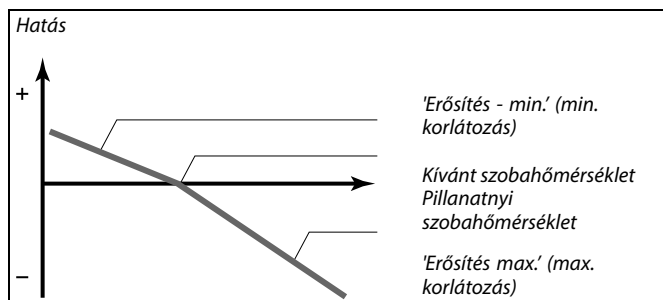 Hatás
+
'Erősítés - min.’ (min.
korlátozás)
Kívánt szobahőmérséklet
Pillanatnyi
szobahőmérséklet
'Erősítés max.’ (max.
korlátozás)
−